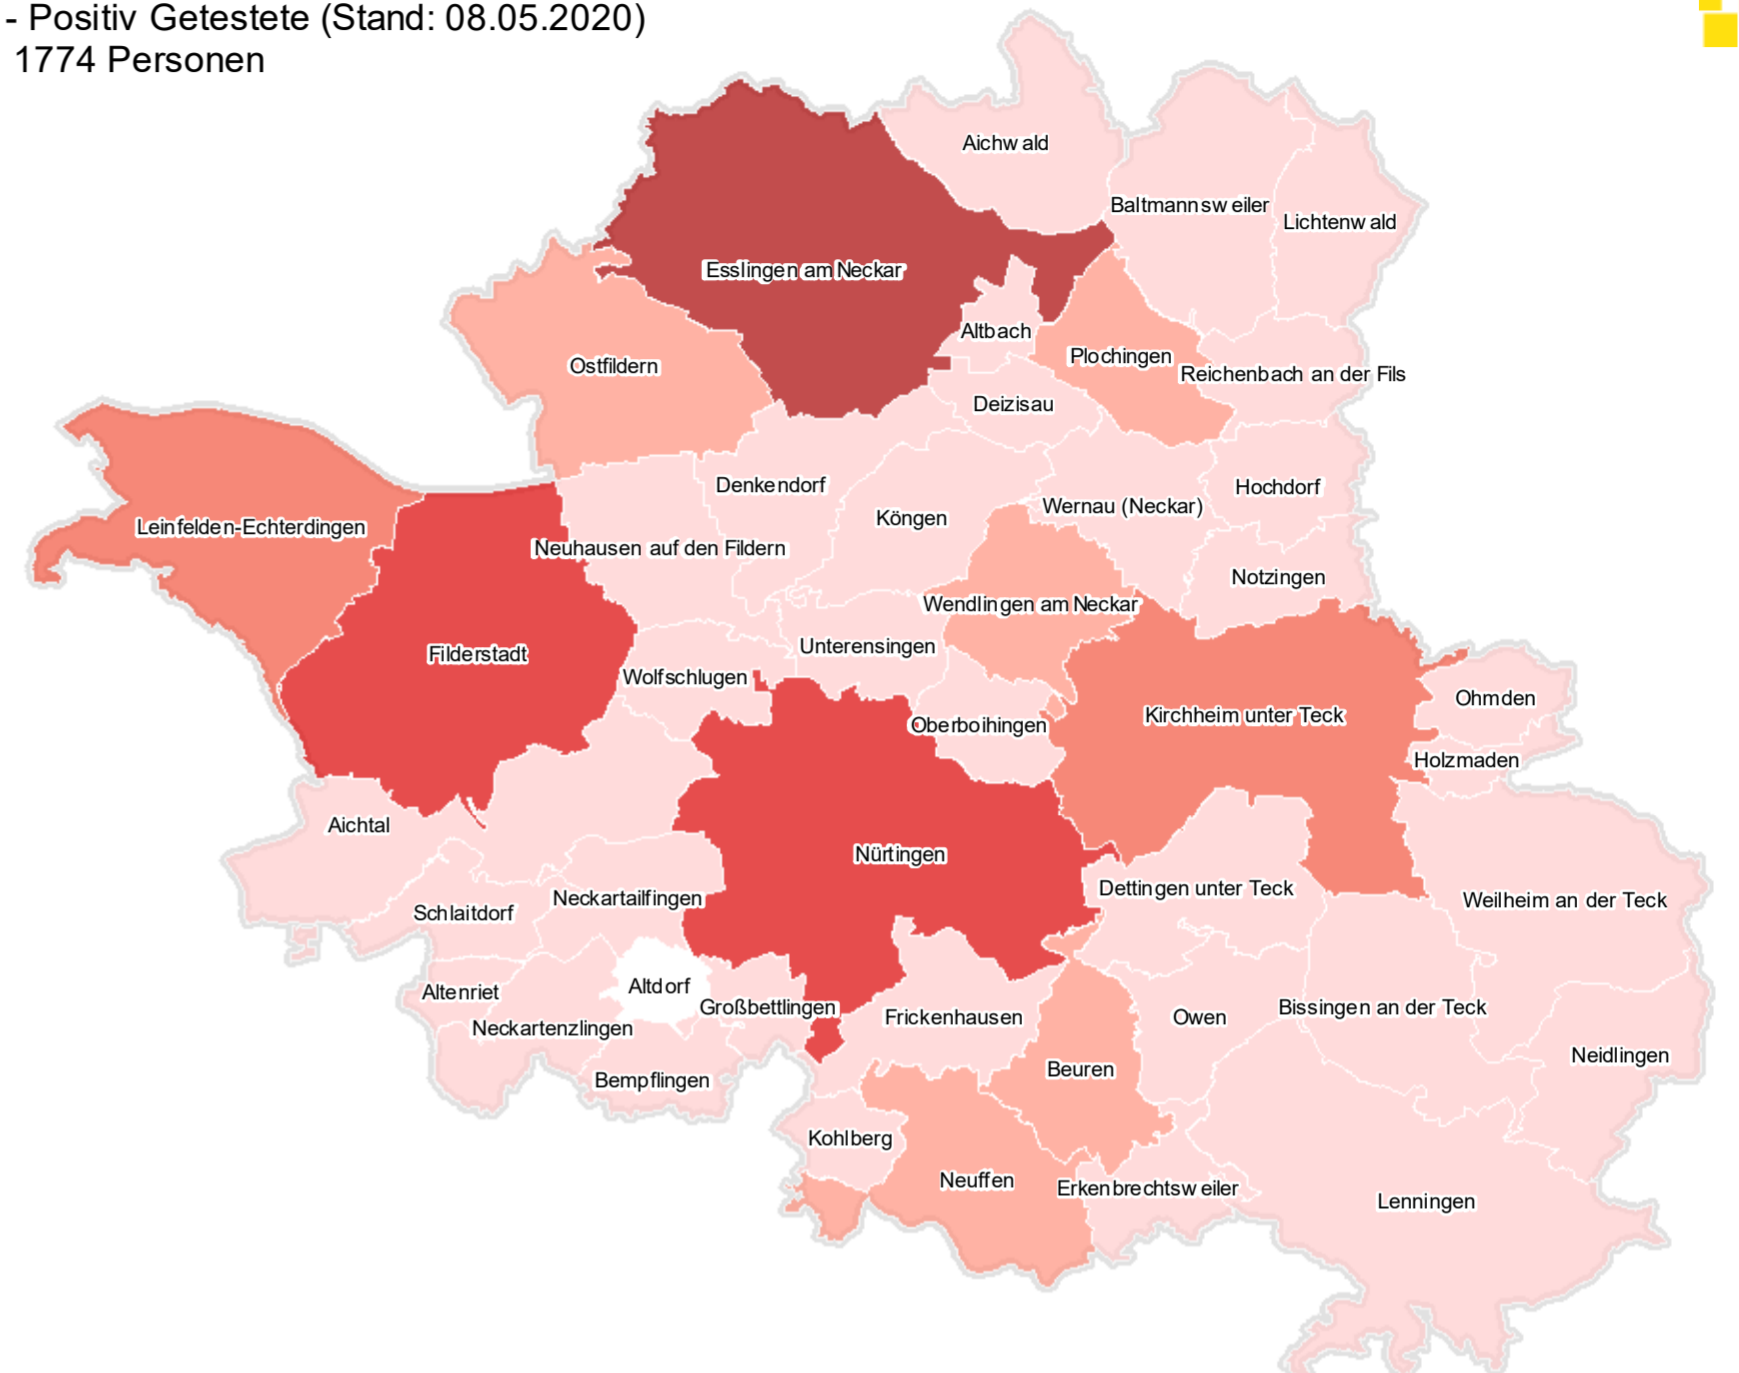 - Positiv Getestete (Stand: 08.05.2020)
1774 Personen
Aichwald
Baltmannsweiler
Lichtenwald
Esslingen am Neckar
Altbach
Plochingen
Ostfildern
Reichenbach an der Fils
Deizisau
Denkendorf
Hochdorf
Köngen
Wernau (Neckar)
Leinfelden-Echterdingen
Neuhausen auf den Fildern
Notzingen
Wendlingen am Neckar
Unterensingen
Filderstadt
Wolfschlugen
Ohmden
Oberboihingen
Kirchheim unter Teck
Holzmaden
Aichtal
Nürtingen
Dettingen unter Teck
Neckartailfingen
Weilheim an der Teck
Schlaitdorf
Altdorf
Altenriet
Großbettlingen
Bissingen an der Teck
Frickenhausen
Owen
Neckartenzlingen
Neidlingen
Beuren
Bempflingen
Kohlberg
Neuffen
Erkenbrechtsweiler
Lenningen